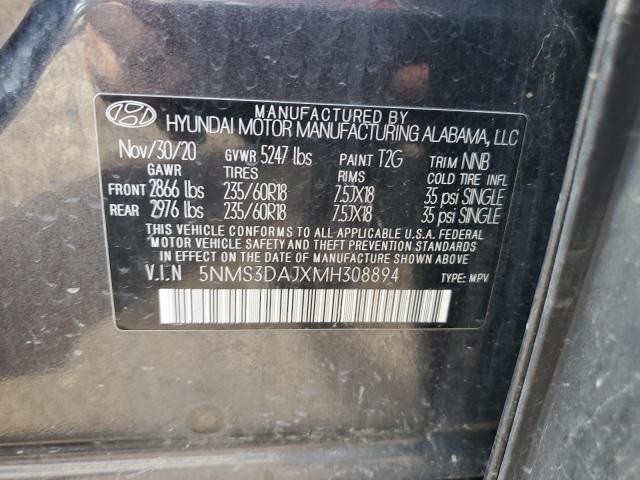 MANUFACTURED BY
HYUNDAI MOTOR MANUFACTURING ALABAMA, LLC
Nov/30/20 GVWR 5247 lbs PAINT T2G TRIM NNB
GAWR TIRES RIMS COLD TIRE INFL
FRONT 2866 lbs 235/60R18 7.5JX18 35 psi SINGLE
REAR 2976 lbs 235/60R18 7.5JX18 35 psi SINGLE
THIS VEHICLE CONFORMS TO ALL APPLICABLE U.S.A. FEDERAL
MOTOR VEHICLE SAFETY AND THEFT PREVENTION STANDARDS
IN EFFECT ON THE DATE OF MANUFACTURE SHOWN ABOVE.
V.I.N 5NMS3DAJXMH308894 TYPE: MPV